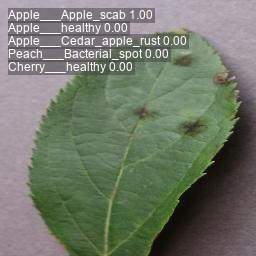 Apple___Apple_scab 1.00
Apple___healthy 0.00
Apple___Cedar_apple_rust 0.00
Peach___Bacterial_spot 0.00
Cherry___healthy 0.00